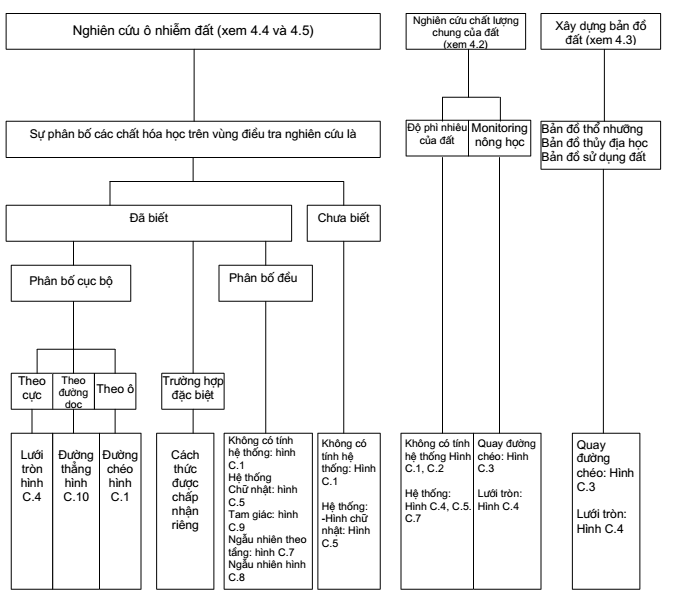 Nghiên cứu ô nhiễm đất (xem 4.4 và 4.5)
Nghiên cứu chất lượng
chung của đất
(xem 4.2)
Xây dựng bản đồ
đất (xem 4.3)
Sự phân bố các chất hóa học trên vùng điều tra nghiên cứu là
Độ phì nhiêu
của đất
Monitoring
nông học
Bản đồ thổ nhưỡng
Bản đồ thủy địa học
Bản đồ sử dụng đất
Đã biết
Chưa biết
Phân bố cục bộ
Phân bố đều
Theo
cực
Theo
đường
dọc
Theo ô
Trường hợp
đặc biệt
Lưới
tròn
hình
C.4
Đường
thẳng
hình
C.10
Đường
chéo
hình
C.1
Cách
thức
được
chấp
nhận
riêng
Không có tính
hệ thống: hình
C.1
Hệ thống
Chữ nhật: hình
C.5
Tam giác: hình
C.9
Ngẫu nhiên theo
tầng: hình C.7
Ngẫu nhiên hình
C.8
Không có
tính hệ
thống: Hình
C.1
Hệ thống:
-Hình chữ
nhật: Hình
C.5
Không có tính
hệ thống Hình
C.1, C.2
Hệ thống:
Hình C.4, C.5.
C.7
Quay đường
chéo: Hình
C.3
Lưới tròn:
Hình C.4
Quay
đường
chéo: Hình
C.3
Lưới tròn:
Hình C.4